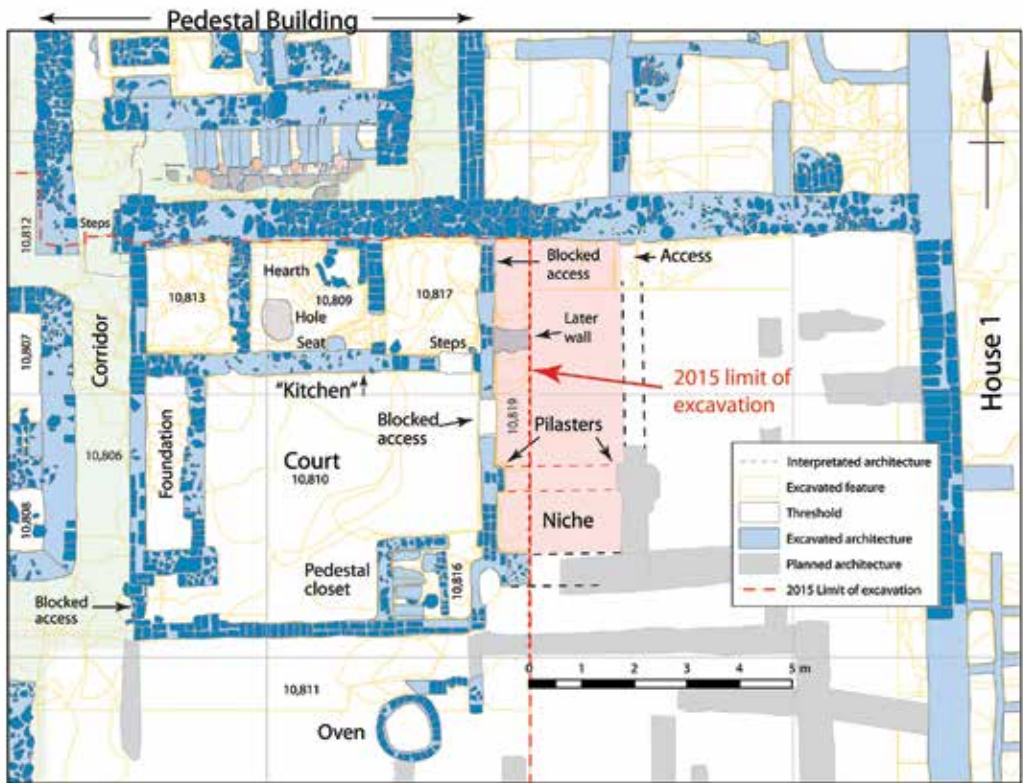 Pedestal Building
10,812
Steps
Hearth
10,813
10,809
10,817
Hole
Seat
Steps
Blocked
access
Access
Later
wall
2015 limit of
excavation
House 1
10,807
Corridor
"Kitchen"
Blocked
access
10,819
Pilasters
Foundation
Court
10,810
10,806
10,808
Niche
Pedestal
closet
10,816
Blocked
access
Interpretated architecture
Excavated feature
Threshold
Excavated architecture
Planned architecture
2015 Limit of excavation
0 1 2 3 4 5 m
10,811
Oven